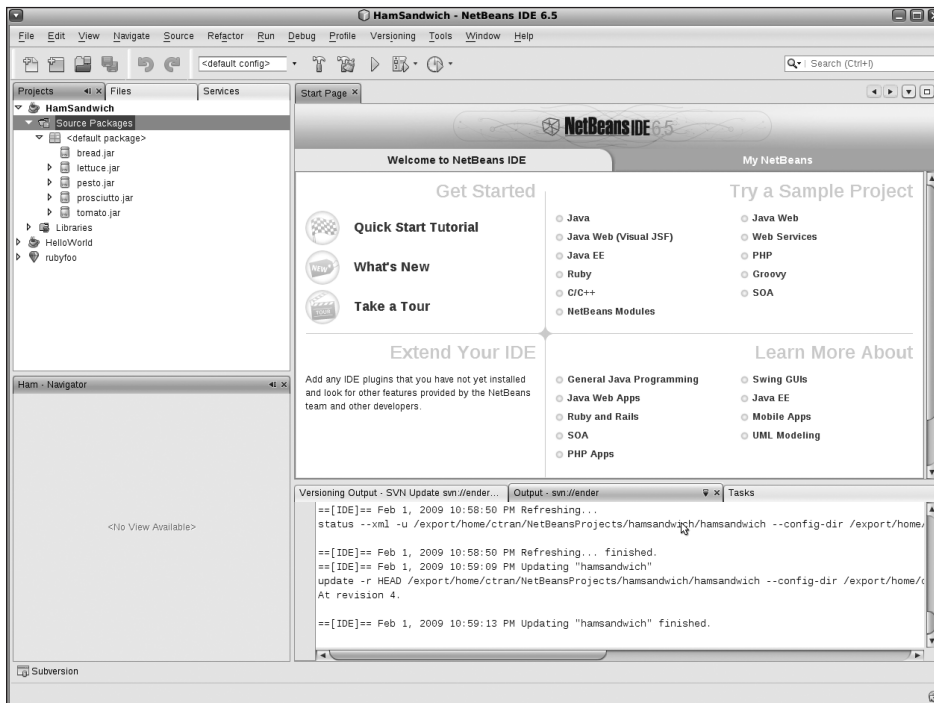 HamSandwich - NetBeans IDE 6.5
File Edit View Navigate Source Refactor Run Debug Profile Versioning Tools Window Help
<default config>
Search (Ctrl+I)
Projects Files Services
HamSandwich
Source Packages
<default package>
bread.jar
lettuce.jar
pesto.jar
prosciutto.jar
tomato.jar
Libraries
HelloWorld
rubyfoo
Ham - Navigator
<No View Available>
Start Page
NetBeans IDE 6.5
Welcome to NetBeans IDE
My NetBeans
Get Started
Quick Start Tutorial
NEW
What's New
TOUR
Take a Tour
Try a Sample Project
Java
Java Web (Visual JSF)
Java EE
Ruby
C/C++
NetBeans Modules
Java Web
Web Services
PHP
Groovy
SOA
Extend Your IDE
Add any IDE plugins that you have not yet installed
and look for other features provided by the NetBeans
team and other developers.
Learn More About
General Java Programming
Java Web Apps
Ruby and Rails
SOA
PHP Apps
Swing GUIs
Java EE
Mobile Apps
UML Modeling
Versioning Output - SVN Update svn://ender... Output - svn://ender Tasks
==[IDE]== Feb 1, 2009 10:58:50 PM Refreshing...
status --xml -u /export/home/ctran/NetBeansProjects/hamsandwich/hamsandwich --config-dir /export/home/
==[IDE]== Feb 1, 2009 10:58:50 PM Refreshing... finished.
==[IDE]== Feb 1, 2009 10:59:09 PM Updating "hamsandwich"
update -r HEAD /export/home/ctran/NetBeansProjects/hamsandwich/hamsandwich --config-dir /export/home/c
At revision 4.
==[IDE]== Feb 1, 2009 10:59:13 PM Updating "hamsandwich" finished.
Subversion